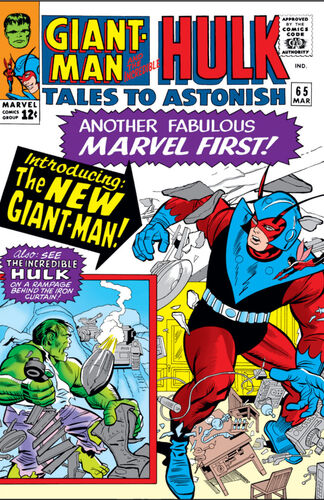 GIANT-MAN
AND THE INCREDIBLE
HULK
APPROVED
BY THE
COMICS
CODE
AUTHORITY
IND.
MARVEL
COMICS
GROUP
12¢
TALES TO ASTONISH
65
MAR
ANOTHER FABULOUS
MARVEL FIRST!
Introducing:
The NEW
GIANT-MAN!
Also: SEE
THE INCREDIBLE
HULK
ON A RAMPAGE
BEHIND THE IRON
CURTAIN!